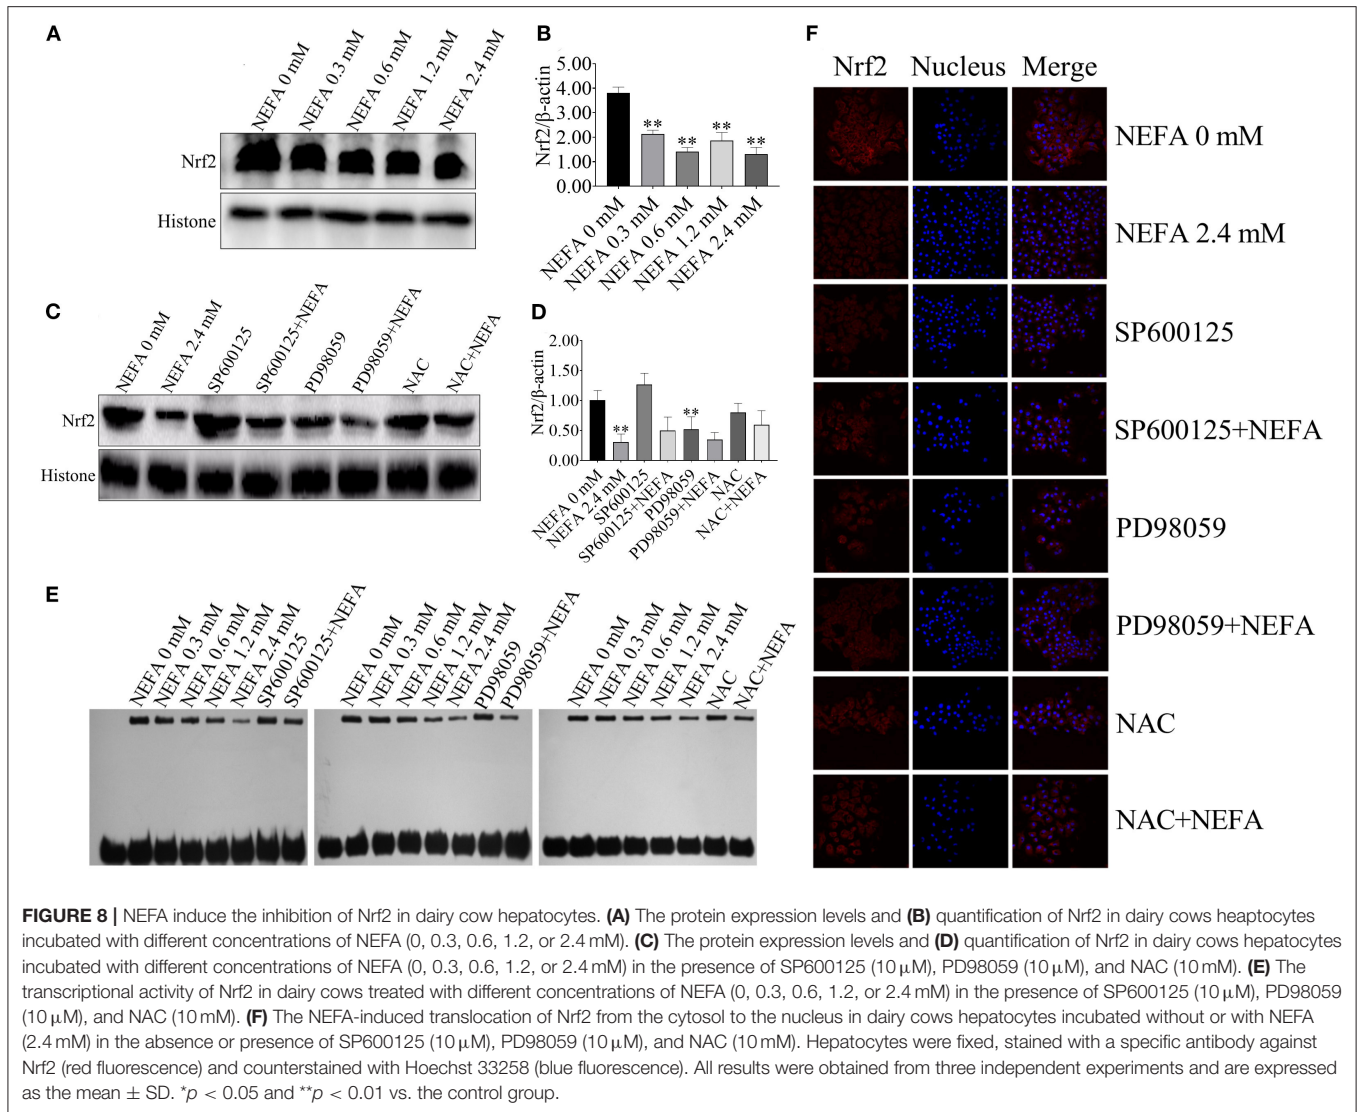 A
NEFA 0 mM
NEFA 0.3 mM
NEFA 0.6 mM
NEFA 1.2 mM
NEFA 2.4 mM
Nrf2
Histone
B
Nrf2/β-actin
5.00
4.00
3.00
2.00
1.00
0.00
**
**
**
**
NEFA 0 mM
NEFA 0.3 mM
NEFA 0.6 mM
NEFA 1.2 mM
NEFA 2.4 mM
C
NEFA 0 mM
NEFA 2.4 mM
SP600125
SP600125+NEFA
PD98059
PD98059+NEFA
NAC
NAC+NEFA
Nrf2
Histone
D
Nrf2/β-actin
2.00
1.50
1.00
0.50
0.00
**
**
NEFA 0 mM
NEFA 2.4 mM
SP600125
SP600125+NEFA
PD98059
PD98059+NEFA
NAC
NAC+NEFA
E
NEFA 0 mM
NEFA 0.3 mM
NEFA 0.6 mM
NEFA 1.2 mM
NEFA 2.4 mM
SP600125
SP600125+NEFA
NEFA 0 mM
NEFA 0.3 mM
NEFA 0.6 mM
NEFA 1.2 mM
NEFA 2.4 mM
PD98059
PD98059+NEFA
NEFA 0 mM
NEFA 0.3 mM
NEFA 0.6 mM
NEFA 1.2 mM
NEFA 2.4 mM
NAC
NAC+NEFA
F
Nrf2 Nucleus Merge
NEFA 0 mM
NEFA 2.4 mM
SP600125
SP600125+NEFA
PD98059
PD98059+NEFA
NAC
NAC+NEFA
FIGURE 8 | NEFA induce the inhibition of Nrf2 in dairy cow hepatocytes. (A) The protein expression levels and (B) quantification of Nrf2 in dairy cows heaptocytes
incubated with different concentrations of NEFA (0, 0.3, 0.6, 1.2, or 2.4 mM). (C) The protein expression levels and (D) quantification of Nrf2 in dairy cows hepatocytes
incubated with different concentrations of NEFA (0, 0.3, 0.6, 1.2, or 2.4 mM) in the presence of SP600125 (10 μM), PD98059 (10 μM), and NAC (10 mM). (E) The
transcriptional activity of Nrf2 in dairy cows treated with different concentrations of NEFA (0, 0.3, 0.6, 1.2, or 2.4 mM) in the presence of SP600125 (10 μM), PD98059
(10 μM), and NAC (10 mM). (F) The NEFA-induced translocation of Nrf2 from the cytosol to the nucleus in dairy cows hepatocytes incubated without or with NEFA
(2.4 mM) in the absence or presence of SP600125 (10 μM), PD98059 (10 μM), and NAC (10 mM). Hepatocytes were fixed, stained with a specific antibody against
Nrf2 (red fluorescence) and counterstained with Hoechst 33258 (blue fluorescence). All results were obtained from three independent experiments and are expressed
as the mean ± SD. *p < 0.05 and **p < 0.01 vs. the control group.